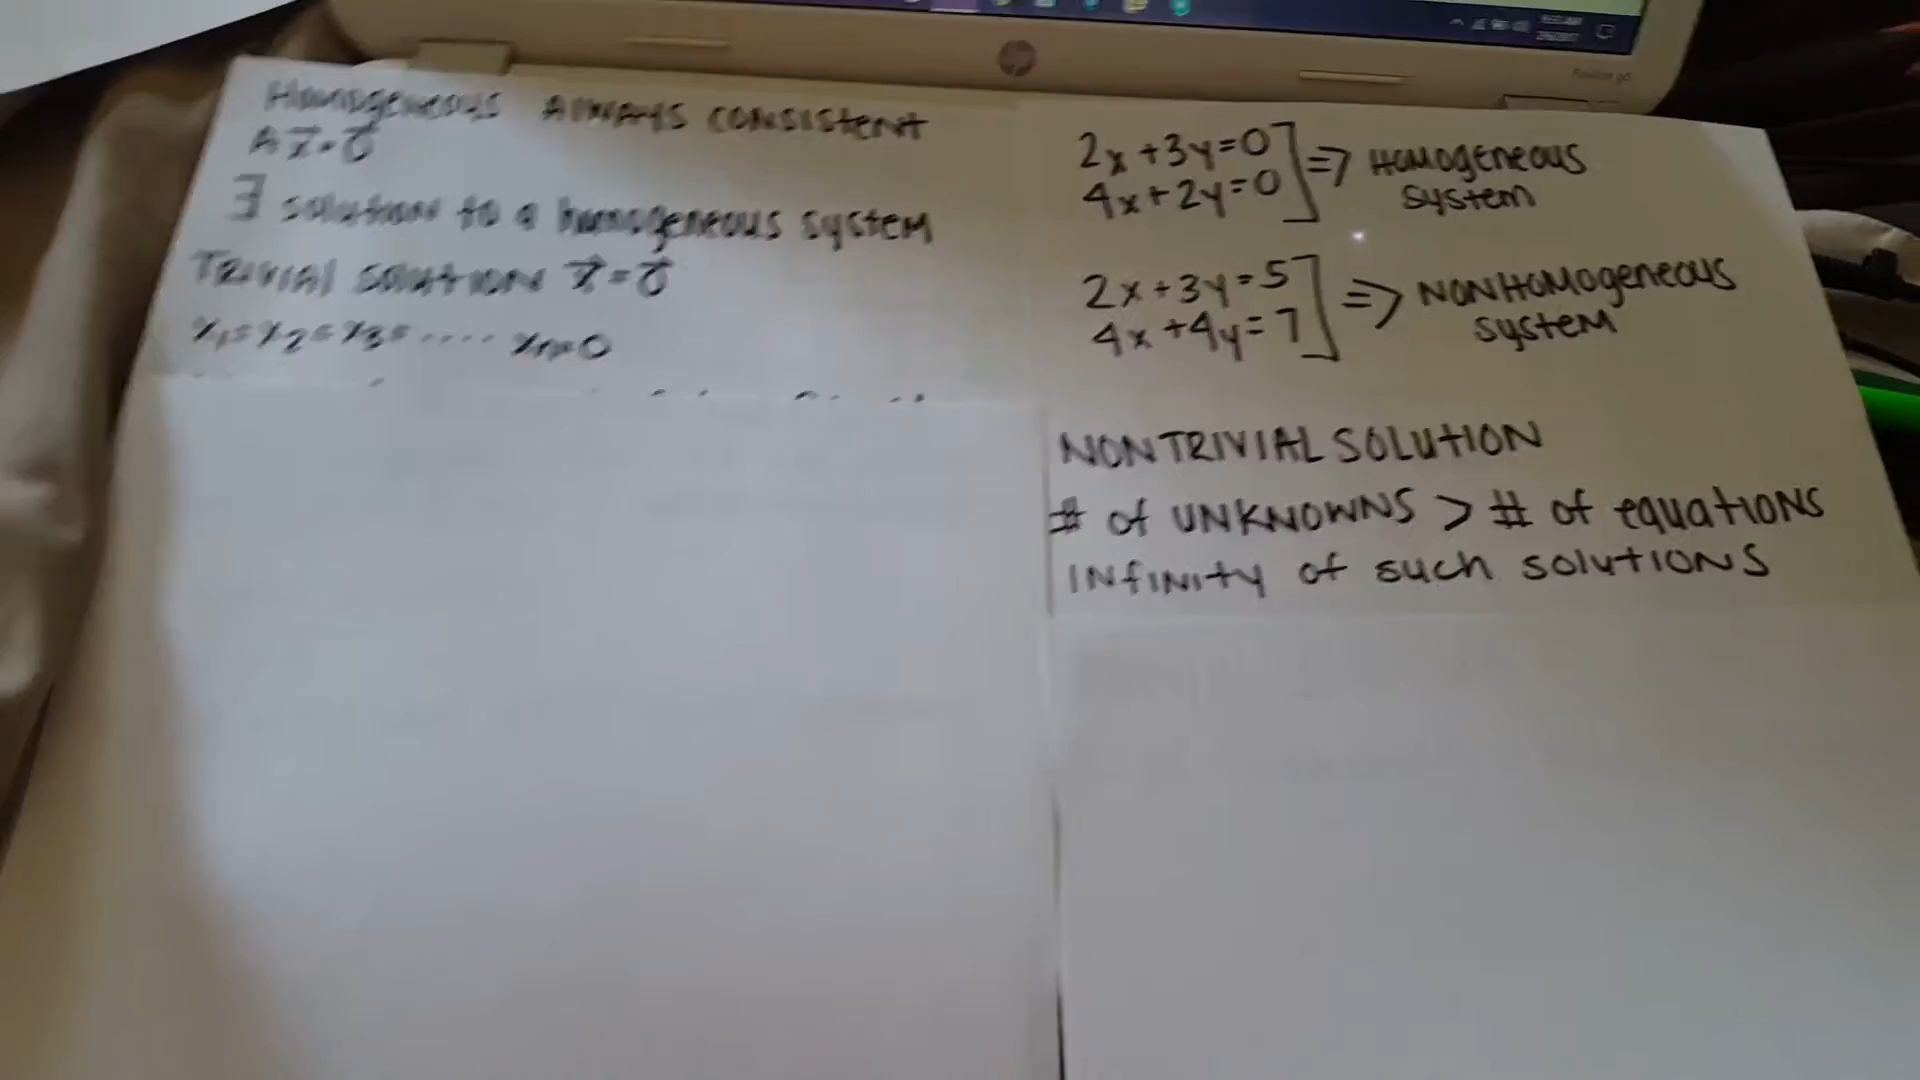 Homogeneous Always Consistent
A x⃗ = 0⃗
∃ solution to a homogeneous system
Trivial solution x⃗ = 0⃗
x₁ = x₂ = x₃ = .... xₙ = 0
2x + 3y = 0
4x + 2y = 0 ] => Homogeneous system
2x + 3y = 5
4x + 4y = 7 ] => Nonhomogeneous system
Nontrivial Solution
# of unknowns > # of equations
Infinity of such solutions
hp